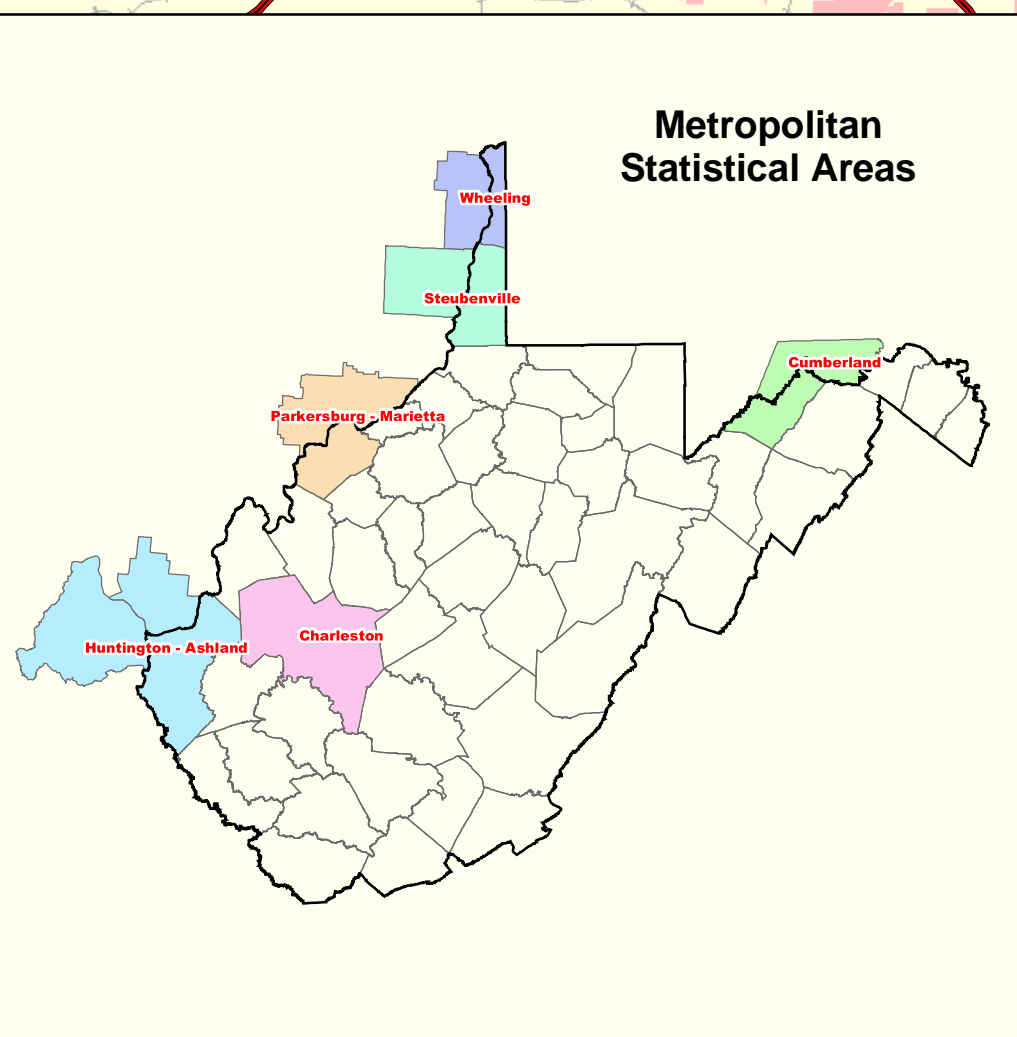 Metropolitan
Statistical Areas
Wheeling
Steubenville
Cumberland
Parkersburg - Marietta
Charleston
Huntington - Ashland